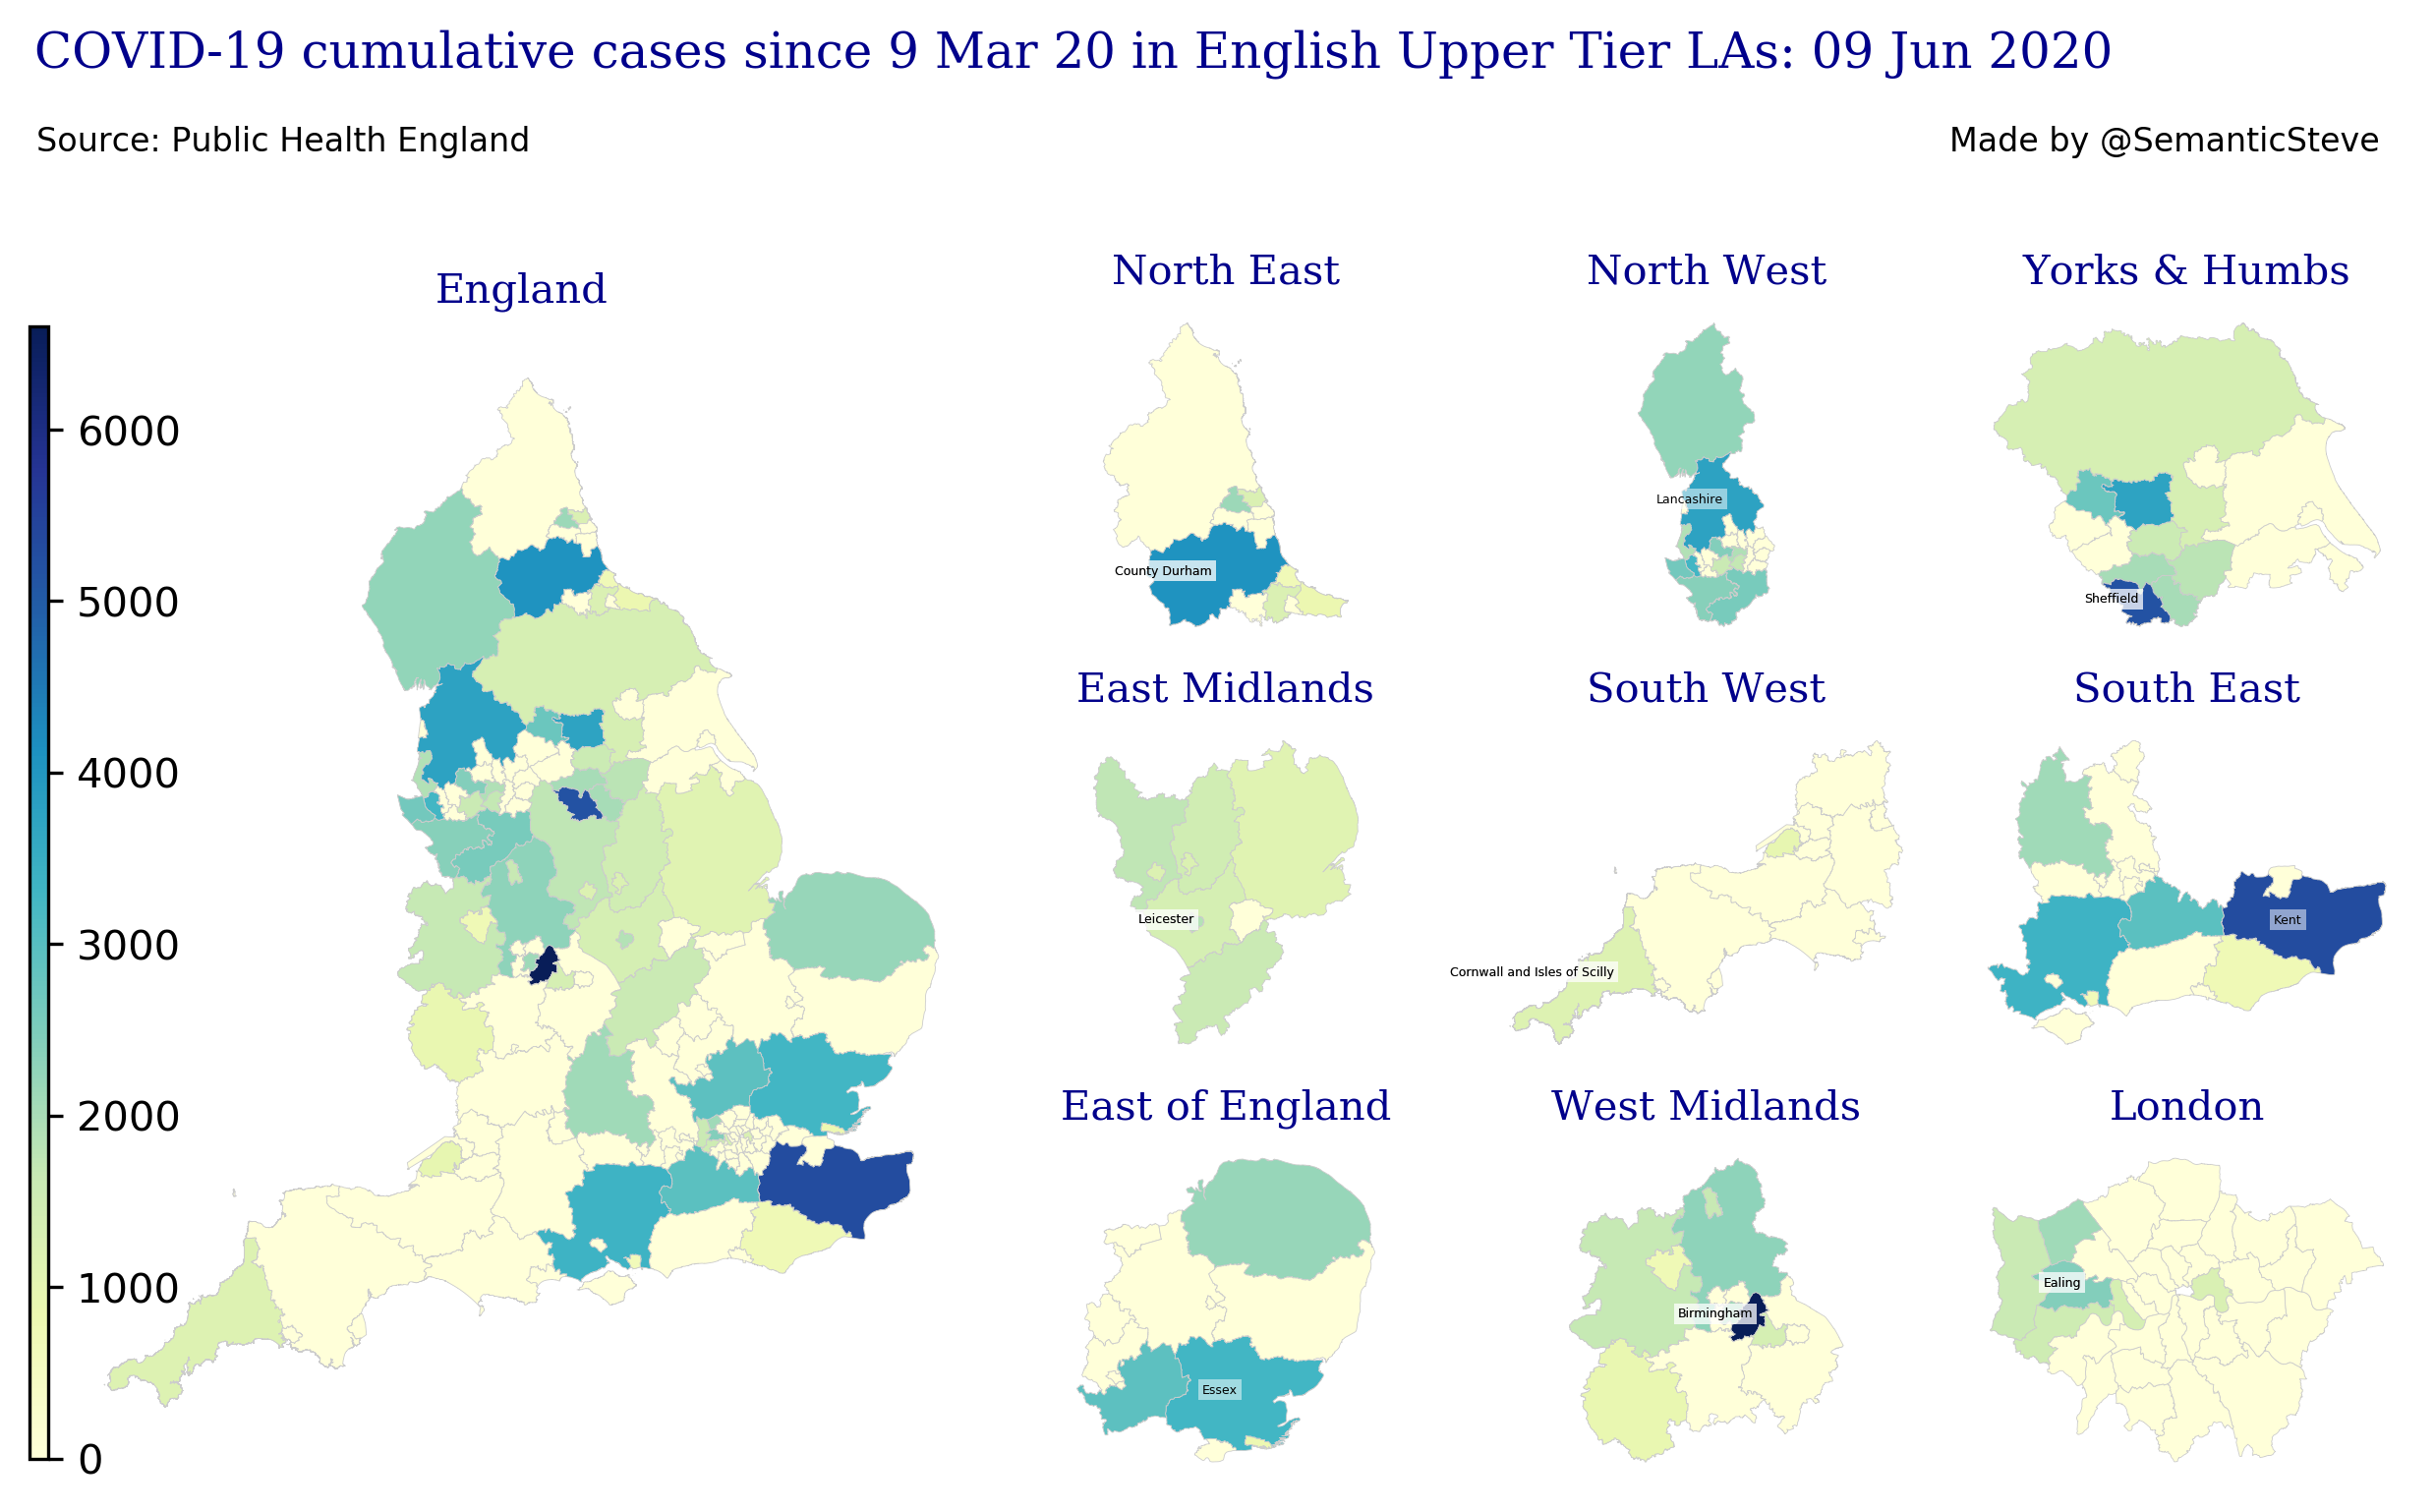 COVID-19 cumulative cases since 9 Mar 20 in English Upper Tier LAs: 09 Jun 2020
Source: Public Health England
Made by @SemanticSteve
England
6000
5000
4000
3000
2000
1000
0
North East
County Durham
North West
Lancashire
Yorks & Humbs
Sheffield
East Midlands
Leicester
South West
Cornwall and Isles of Scilly
South East
Kent
East of England
Essex
West Midlands
Birmingham
London
Ealing